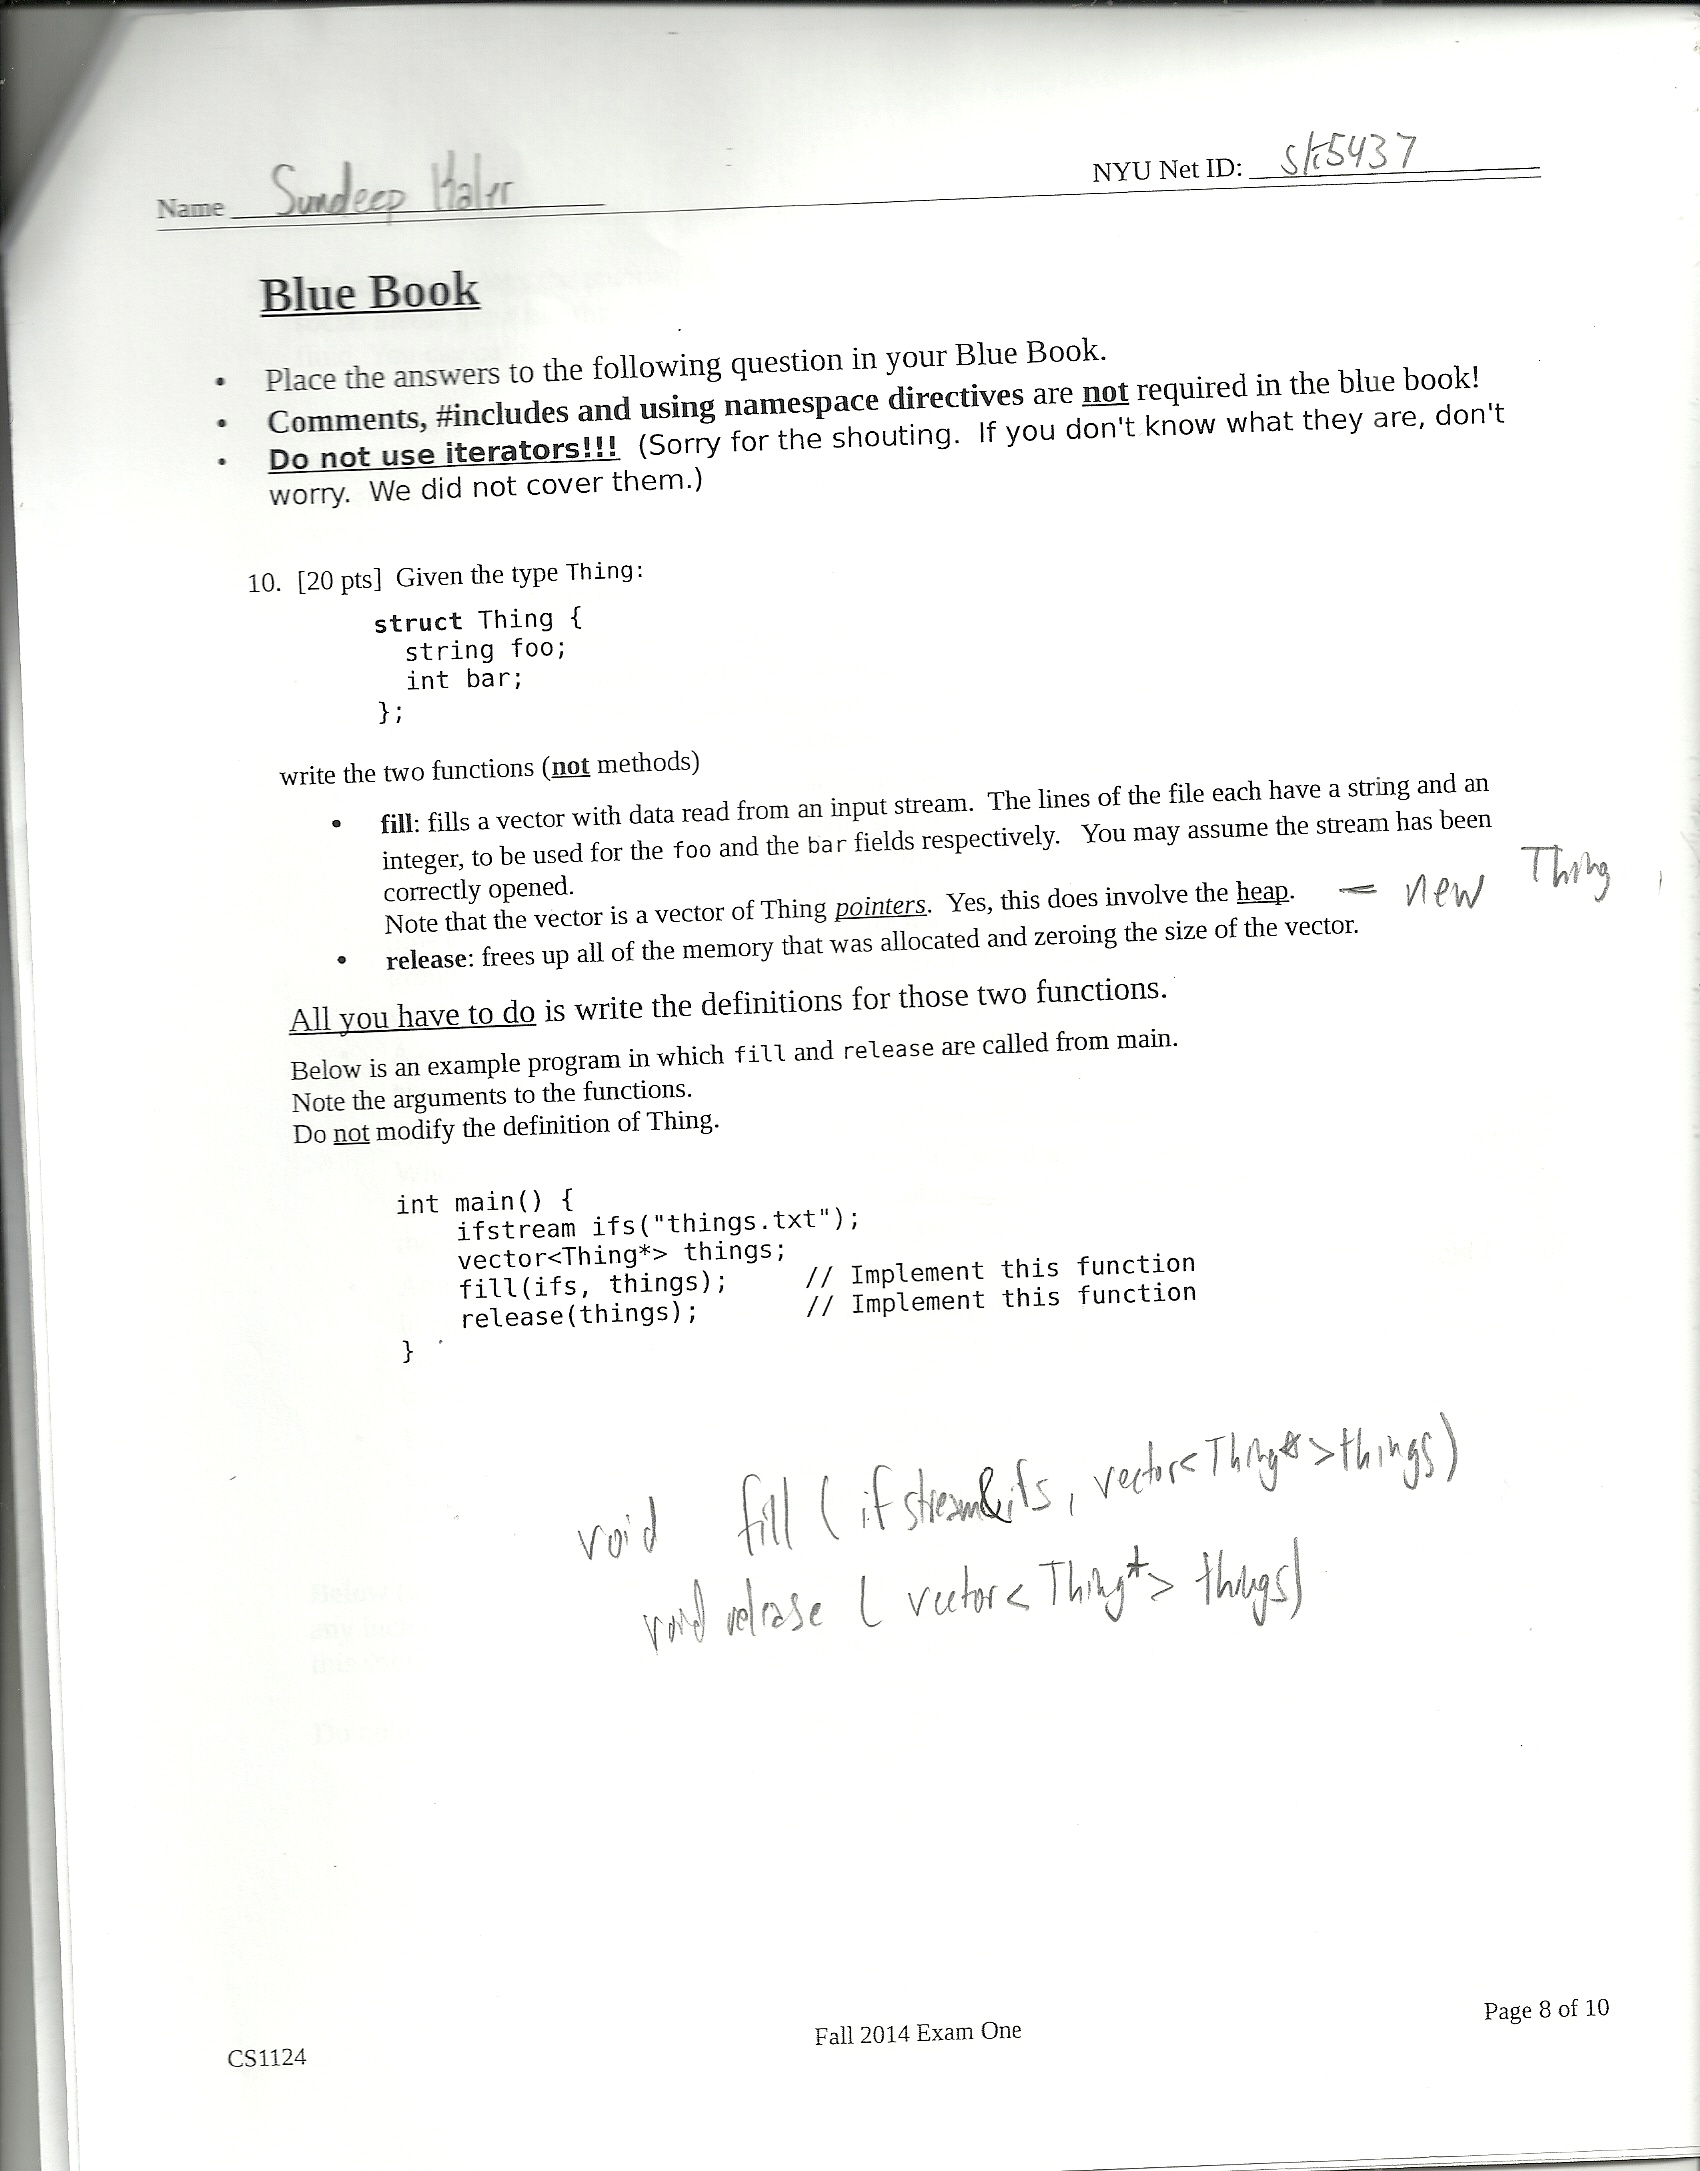 Name Sundeep Kaler NYU Net ID: sk5437
Blue Book
• Place the answers to the following question in your Blue Book.
• Comments, #includes and using namespace directives are not required in the blue book!
• Do not use iterators!!! (Sorry for the shouting. If you don't know what they are, don't
worry. We did not cover them.)
10. [20 pts] Given the type Thing:
struct Thing {
string foo;
int bar;
};
write the two functions (not methods)
• fill: fills a vector with data read from an input stream. The lines of the file each have a string and an
integer, to be used for the foo and the bar fields respectively. You may assume the stream has been
correctly opened.
Note that the vector is a vector of Thing pointers. Yes, this does involve the heap. — new Thing
• release: frees up all of the memory that was allocated and zeroing the size of the vector.
All you have to do is write the definitions for those two functions.
Below is an example program in which fill and release are called from main.
Note the arguments to the functions.
Do not modify the definition of Thing.
int main() {
ifstream ifs("things.txt");
vector<Thing*> things;
fill(ifs, things); // Implement this function
release(things); // Implement this function
}
void fill ( ifstream& ifs, vector<Thing*>things)
void release ( vector<Thing*> things)
CS1124 Fall 2014 Exam One Page 8 of 10